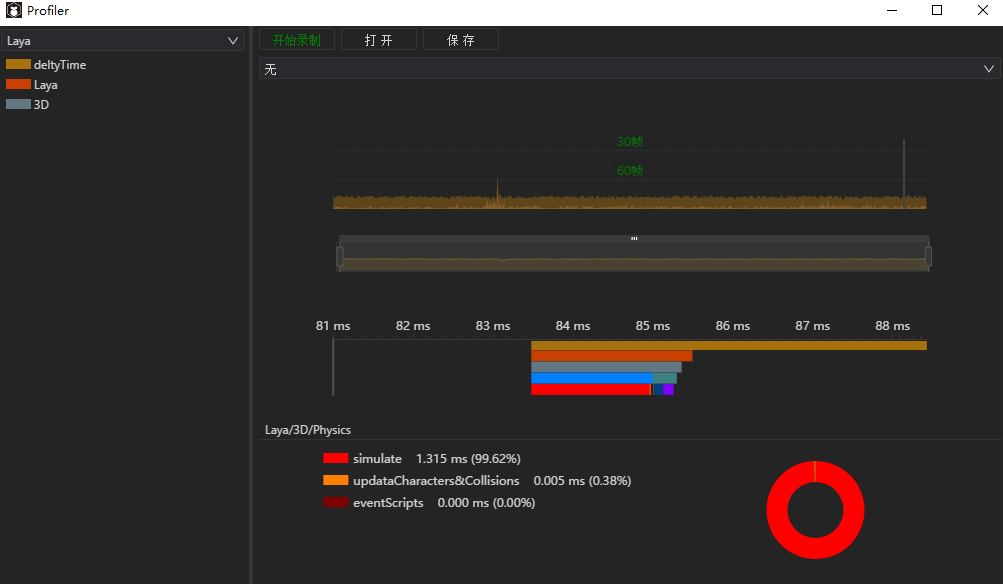 Profiler
Laya
deltyTime
Laya
3D
开始录制 打 开 保 存
无
30帧
60帧
81 ms 82 ms 83 ms 84 ms 85 ms 86 ms 87 ms 88 ms
Laya/3D/Physics
simulate 1.315 ms (99.62%)
updataCharacters&Collisions 0.005 ms (0.38%)
eventScripts 0.000 ms (0.00%)